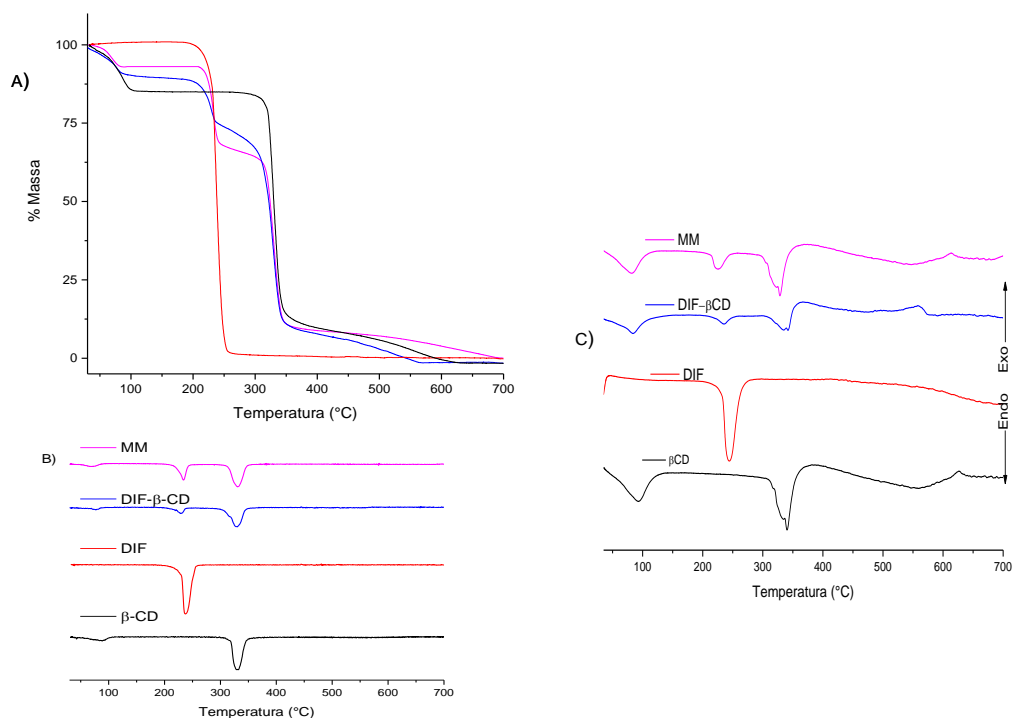 A)
% Massa
100
75
50
25
0
100 200 300 400 500 600 700
Temperatura (°C)
B)
MM
DIF-β-CD
DIF
β-CD
100 200 300 400 500 600 700
Temperatura (°C)
C)
MM
DIF-βCD
DIF
βCD
Exo
Endo
100 200 300 400 500 600 700
Temperatura (°C)